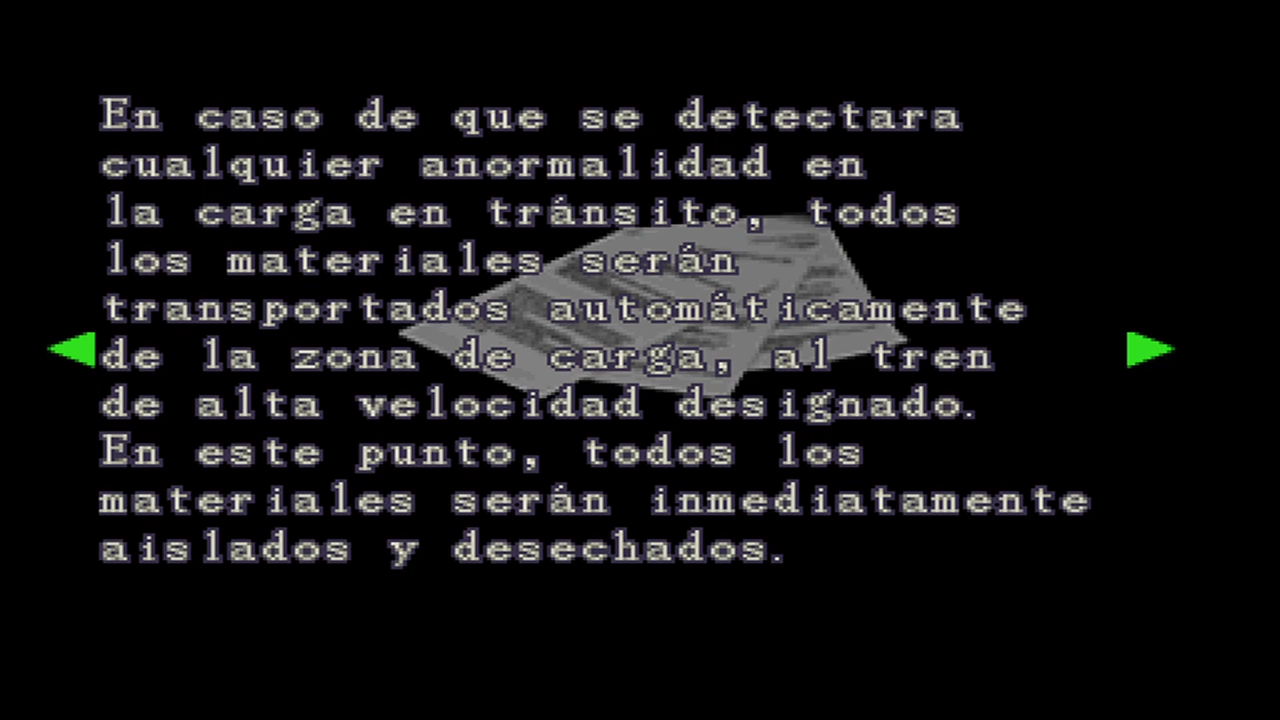 En caso de que se detectara
cualquier anormalidad en
la carga en tránsito, todos
los materiales serán
transportados automáticamente
de la zona de carga, al tren
de alta velocidad designado.
En este punto, todos los
materiales serán inmediatamente
aislados y desechados.